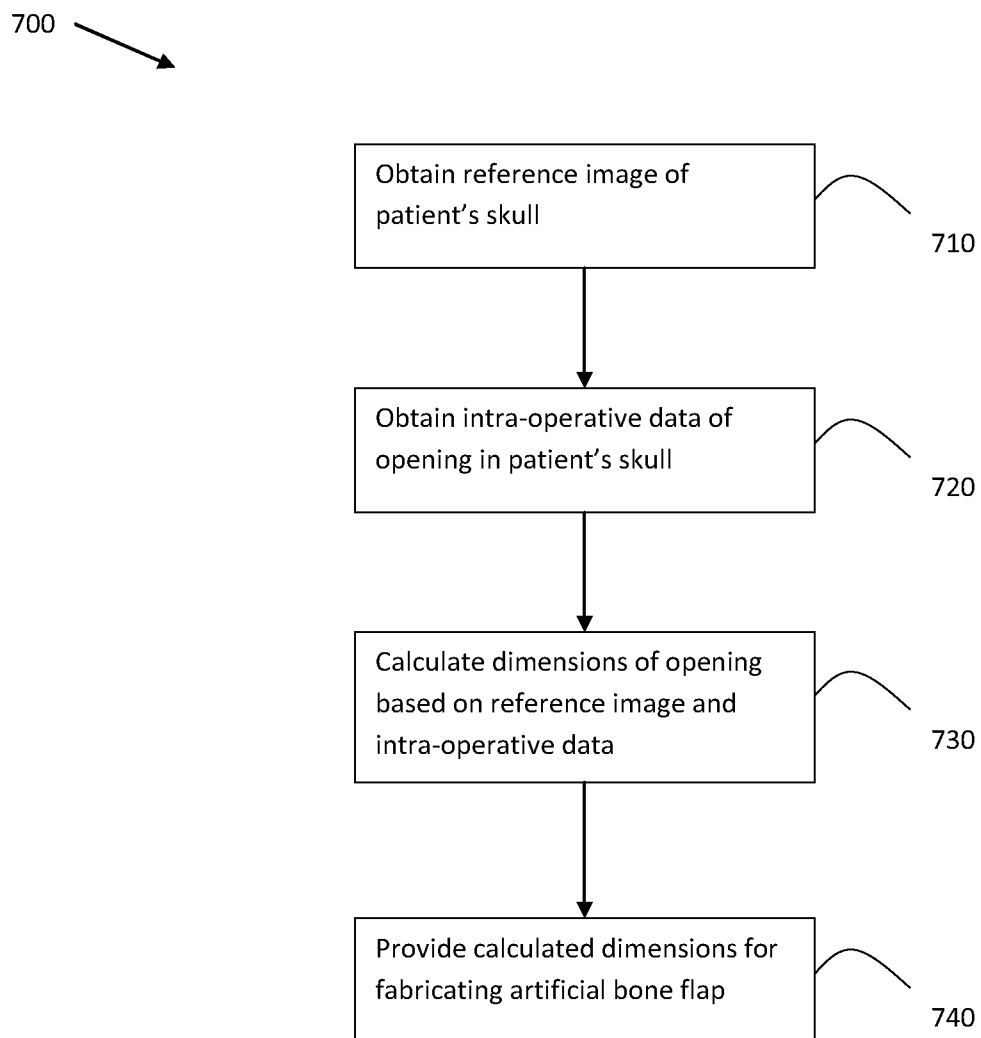 700
Obtain reference image of
patient’s skull
710
Obtain intra-operative data of
opening in patient’s skull
720
Calculate dimensions of opening
based on reference image and
intra-operative data
730
Provide calculated dimensions for
fabricating artificial bone flap
740